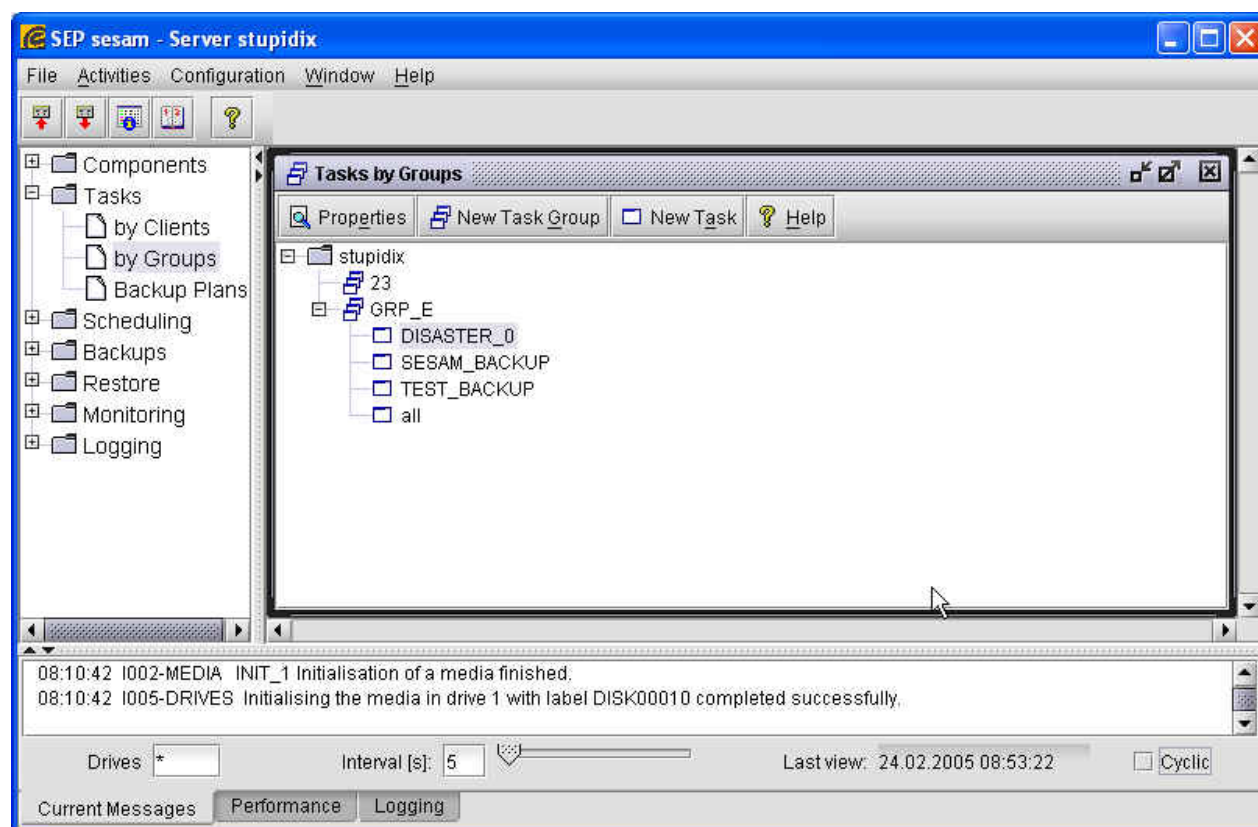 SEP sesam - Server stupidix
File Activities Configuration Window Help
Components
Tasks
by Clients
by Groups
Backup Plans
Scheduling
Backups
Restore
Monitoring
Logging
Tasks by Groups
Properties New Task Group New Task Help
stupidix
23
GRP_E
DISASTER_0
SESAM_BACKUP
TEST_BACKUP
all
08:10:42 I002-MEDIA INIT_1 Initialisation of a media finished.
08:10:42 I005-DRIVES Initialising the media in drive 1 with label DISK00010 completed successfully.
Drives * Interval [s]: 5 Last view: 24.02.2005 08:53:22 Cyclic
Current Messages Performance Logging